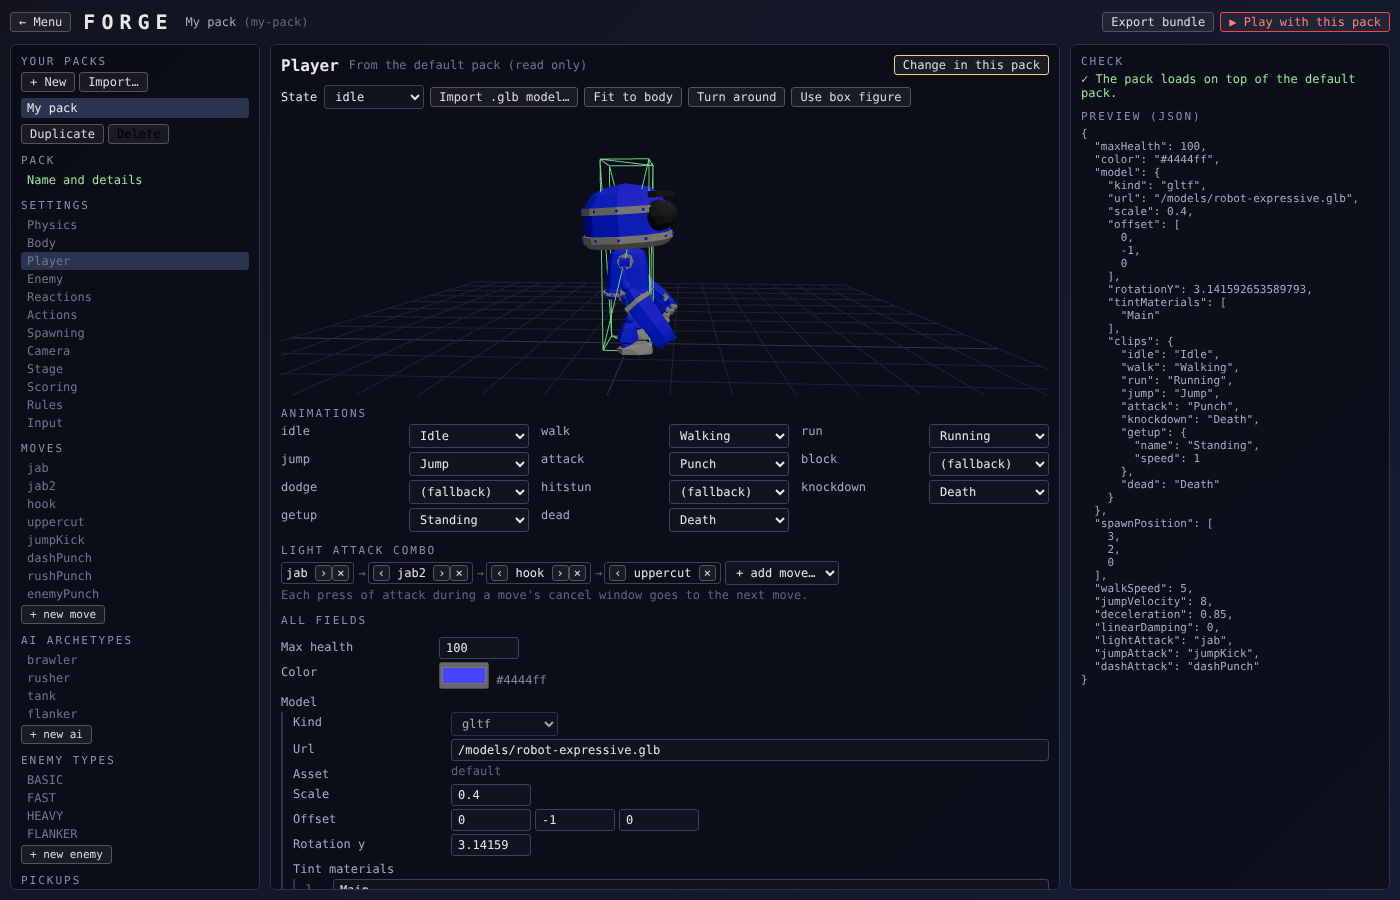 ← Menu FORGE My pack (my-pack) Export bundle ▶ Play with this pack
YOUR PACKS
+ New Import…
My pack
Duplicate Delete
PACK
Name and details
SETTINGS
Physics
Body
Player
Enemy
Reactions
Actions
Spawning
Camera
Stage
Scoring
Rules
Input
MOVES
jab
jab2
hook
uppercut
jumpKick
dashPunch
rushPunch
enemyPunch
+ new move
AI ARCHETYPES
brawler
rusher
tank
flanker
+ new ai
ENEMY TYPES
BASIC
FAST
HEAVY
FLANKER
+ new enemy
PICKUPS
Player From the default pack (read only) Change in this pack
State idle Import .glb model… Fit to body Turn around Use box figure
ANIMATIONS
idle Idle walk Walking run Running
jump Jump attack Punch block (fallback)
dodge (fallback) hitstun (fallback) knockdown Death
getup Standing dead Death
LIGHT ATTACK COMBO
jab › × → ‹ jab2 › × → ‹ hook › × → ‹ uppercut × + add move…
Each press of attack during a move's cancel window goes to the next move.
ALL FIELDS
Max health 100
Color #4444ff
Model
Kind gltf
Url /models/robot-expressive.glb
Asset default
Scale 0.4
Offset 0 -1 0
Rotation y 3.14159
Tint materials
1 Main
CHECK
✓ The pack loads on top of the default
pack.
PREVIEW (JSON)
{
"maxHealth": 100,
"color": "#4444ff",
"model": {
"kind": "gltf",
"url": "/models/robot-expressive.glb",
"scale": 0.4,
"offset": [
0,
-1,
0
],
"rotationY": 3.141592653589793,
"tintMaterials": [
"Main"
],
"clips": {
"idle": "Idle",
"walk": "Walking",
"run": "Running",
"jump": "Jump",
"attack": "Punch",
"knockdown": "Death",
"getup": {
"name": "Standing",
"speed": 1
},
"dead": "Death"
}
},
"spawnPosition": [
3,
2,
0
],
"walkSpeed": 5,
"jumpVelocity": 8,
"deceleration": 0.85,
"linearDamping": 0,
"lightAttack": "jab",
"jumpAttack": "jumpKick",
"dashAttack": "dashPunch"
}